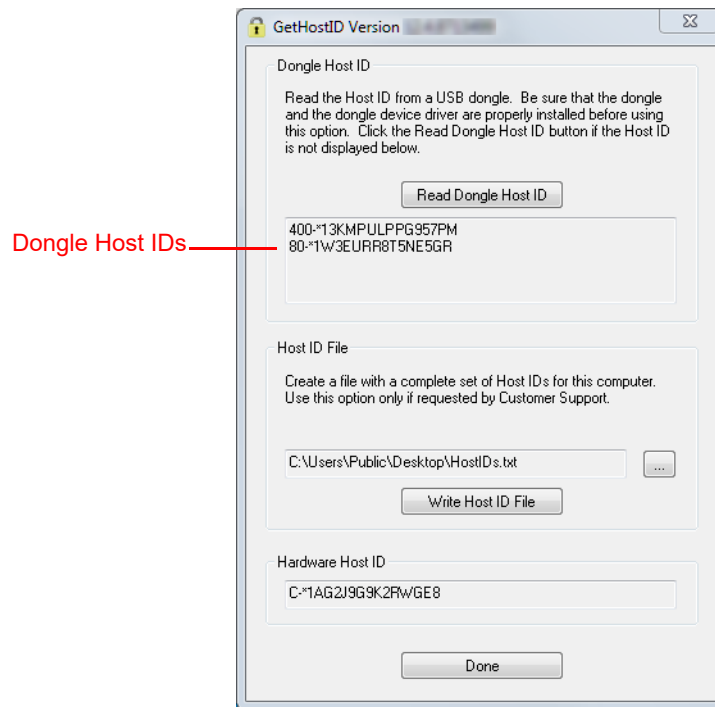 GetHostID Version
Dongle Host ID
Read the Host ID from a USB dongle. Be sure that the dongle
and the dongle device driver are properly installed before using
this option. Click the Read Dongle Host ID button if the Host ID
is not displayed below.
Read Dongle Host ID
Dongle Host IDs
400-*13KMPULPPG957PM
80-*1W3EURR8T5NE5GR
Host ID File
Create a file with a complete set of Host IDs for this computer.
Use this option only if requested by Customer Support.
C:\Users\Public\Desktop\HostIDs.txt
...
Write Host ID File
Hardware Host ID
C-*1AG2J9G9K2RWGE8
Done